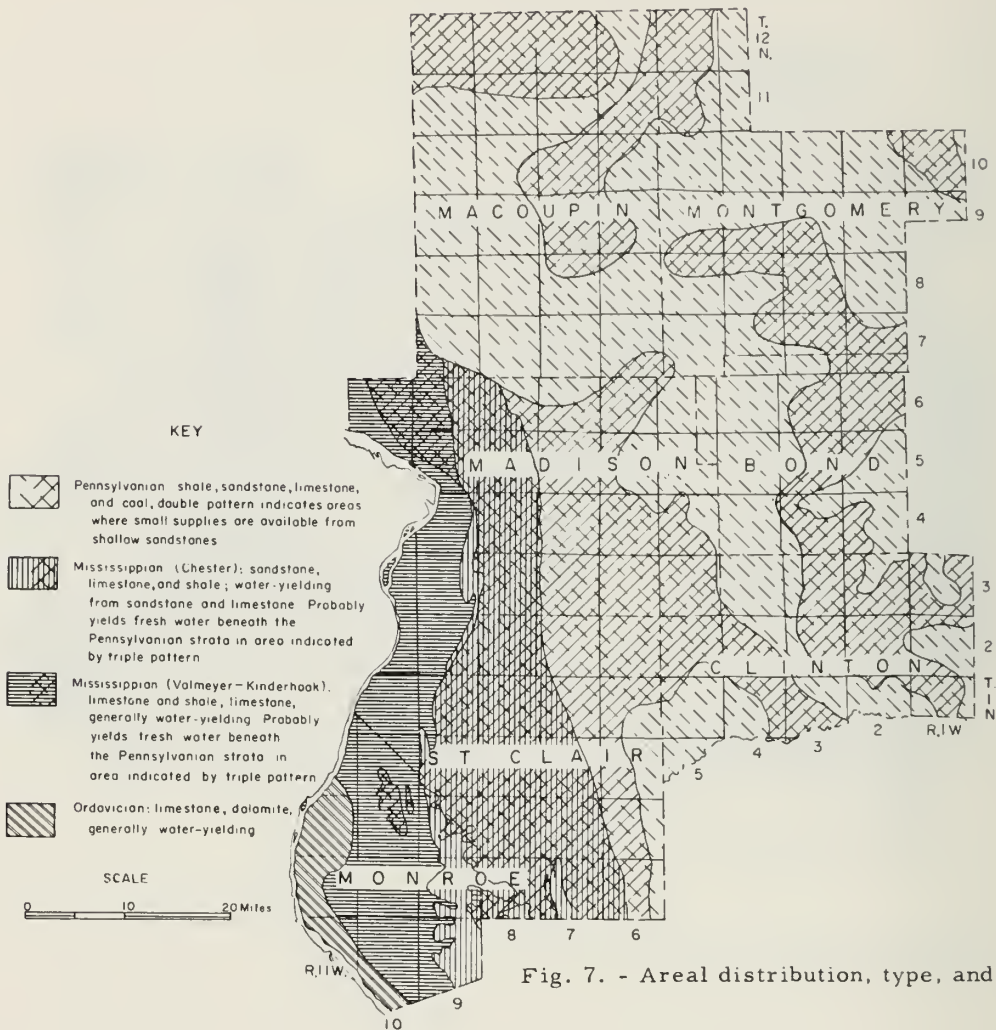 T.
12
N.
11
10
MACOUPIN MONTGOMERY
9
8
7
6
KEY
MADISON BOND
5
Pennsylvanian shale, sandstone, limestone,
and coal, double pattern indicates areas
where small supplies are available from
shallow sandstones
4
Mississippian (Chester): sandstone,
limestone, and shale; water-yielding
from sandstone and limestone Probably
yields fresh water beneath the
Pennsylvanian strata in area indicated
by triple pattern
3
2
CLINTON
T.
1
N
Mississippian (Valmeyer-Kinderhook).
limestone and shale, limestone,
generally water-yielding Probably
yields fresh water beneath
the Pennsylvanian strata in
area indicated by triple pattern
R.I W.
2
3
4
5
ST CLAIR
Ordovician: limestone, dolomite,
generally water-yielding
SCALE
0 10 20 Miles
MONROE
8 7 6
R.II W.
9
10
Fig. 7. - Areal distribution, type, and